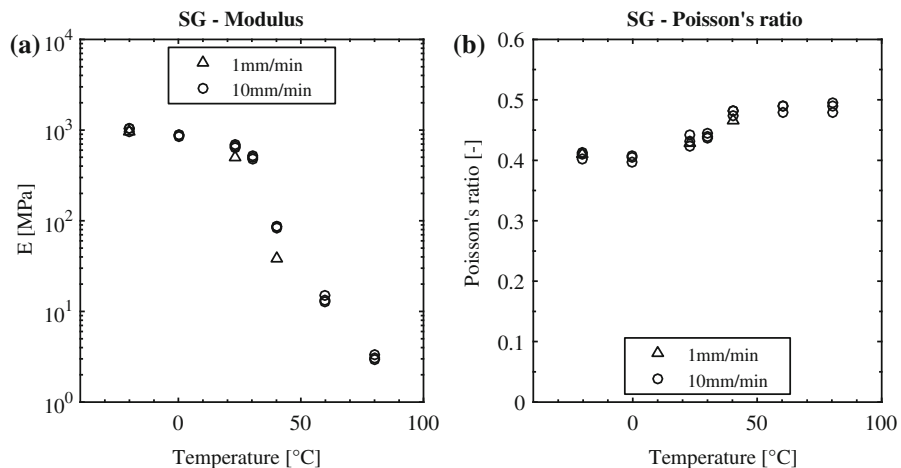 SG - Modulus
(a)
10^4
10^3
10^2
10^1
10^0
E [MPa]
1mm/min
10mm/min
0
50
100
Temperature [°C]
SG - Poisson's ratio
(b)
0.6
0.5
0.4
0.3
0.2
0.1
0
Poisson's ratio [-]
1mm/min
10mm/min
0
50
100
Temperature [°C]